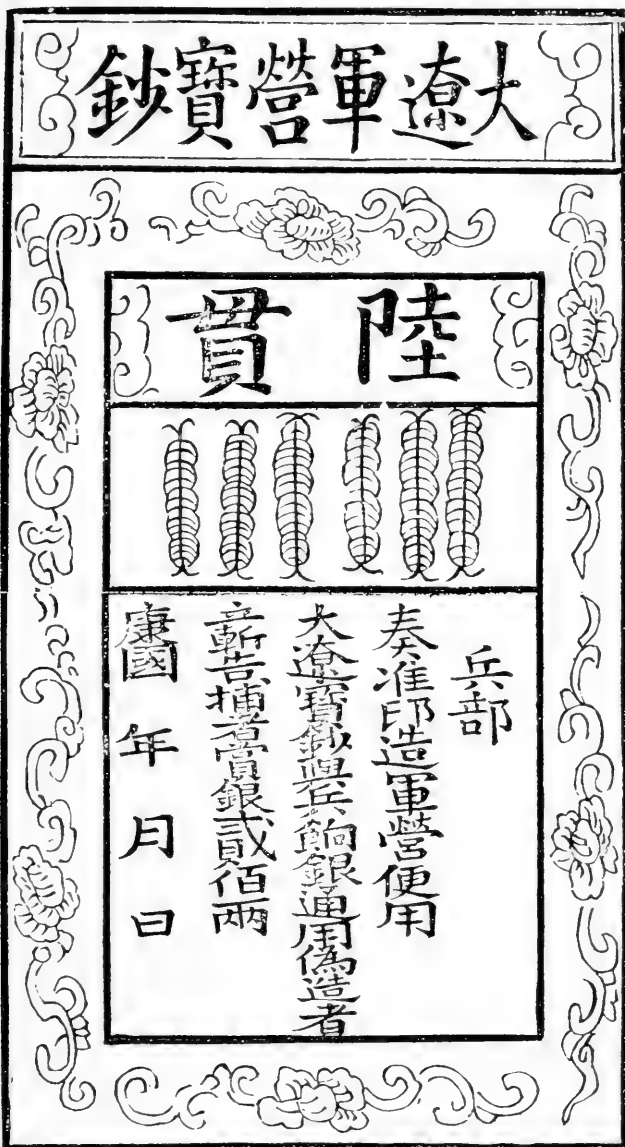 大遼軍營寶鈔
陸貫
兵部
奏准印造軍營便用
大遼寶鈔與兵餉銀通用偽造者
斬告捕者賞銀貳佰兩
康國 年 月 日